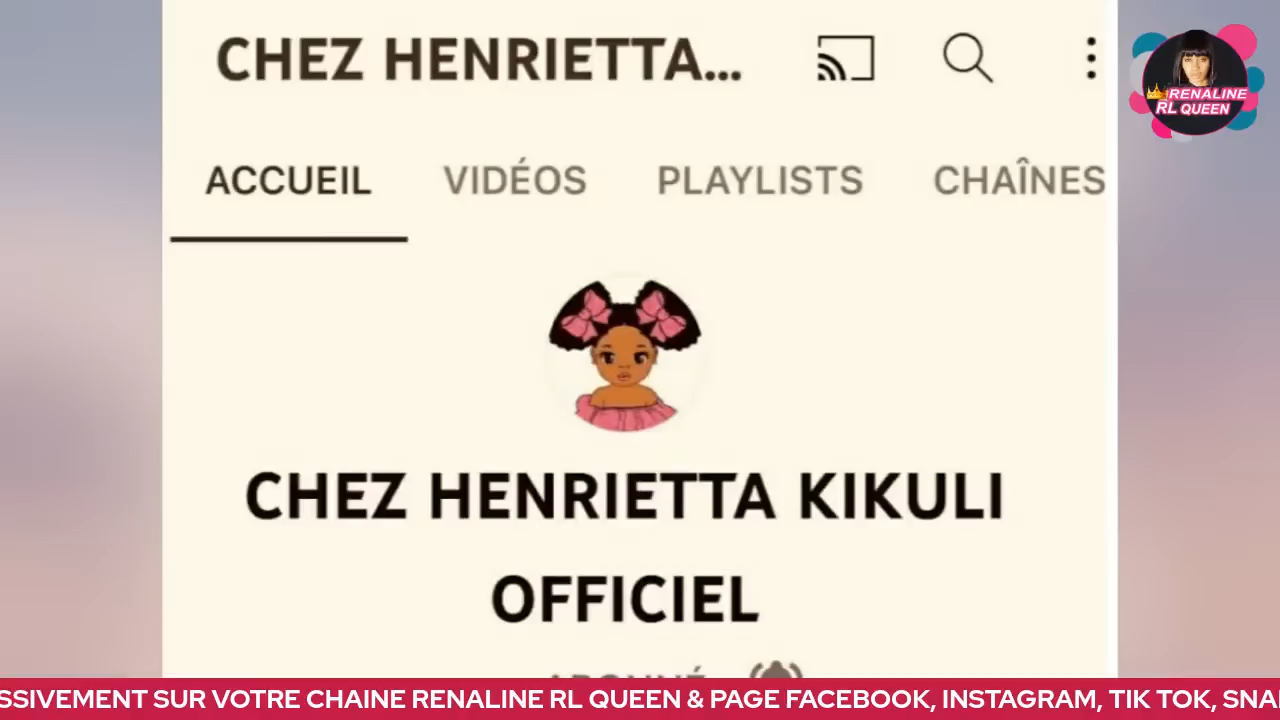 CHEZ HENRIETTA...
RENALINE
RL QUEEN
ACCUEIL VIDÉOS PLAYLISTS CHAÎNES
CHEZ HENRIETTA KIKULI
OFFICIEL
ABONNÉ
SSIVEMENT SUR VOTRE CHAINE RENALINE RL QUEEN & PAGE FACEBOOK, INSTAGRAM, TIK TOK, SNA